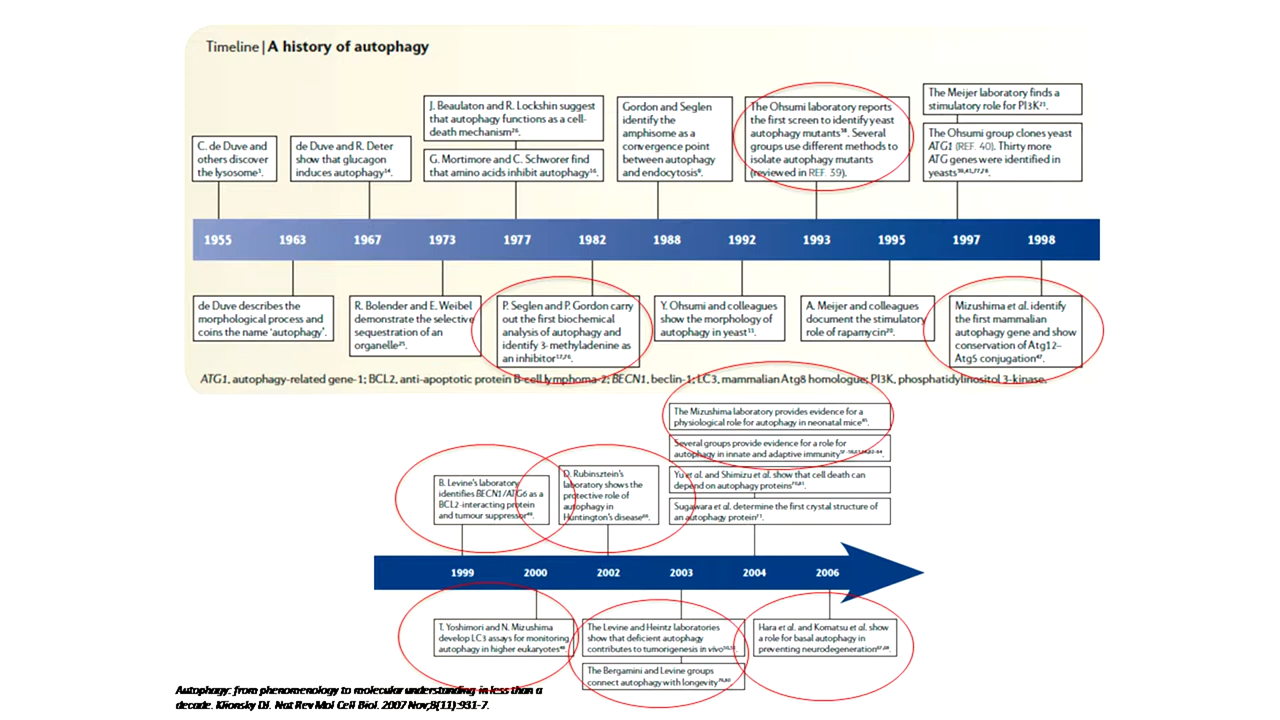 Timeline | A history of autophagy
C. de Duve and
others discover
the lysosome¹.
de Duve and R. Deter
show that glucagon
induces autophagy¹⁴.
J. Beaulaton and R. Lockshin suggest
that autophagy functions as a cell-
death mechanism²⁶.
G. Mortimore and C. Schworer find
that amino acids inhibit autophagy¹⁶.
Gordon and Seglen
identify the
amphisome as a
convergence point
between autophagy
and endocytosis⁹.
The Ohsumi laboratory reports
the first screen to identify yeast
autophagy mutants³⁸. Several
groups use different methods to
isolate autophagy mutants
(reviewed in REF. 39).
The Meijer laboratory finds a
stimulatory role for PI3K²¹.
The Ohsumi group clones yeast
ATG1 (REF. 40). Thirty more
ATG genes were identified in
yeasts
1955 1963 1967 1973 1977 1982 1988 1992 1993 1995 1997 1998
de Duve describes the
morphological process and
coins the name ‘autophagy’.
R. Bolender and E. Weibel
demonstrate the selective
sequestration of an
organelle²⁵.
P. Seglen and P. Gordon carry
out the first biochemical
analysis of autophagy and
identify 3-methyladenine as
an inhibitor
Y. Ohsumi and colleagues
show the morphology of
autophagy in yeast¹¹.
A. Meijer and colleagues
document the stimulatory
role of rapamycin²⁰.
Mizushima et al. identify
the first mammalian
autophagy gene and show
conservation of Atg12–
Atg5 conjugation⁴⁷.
ATG1, autophagy-related gene-1; BCL2, anti-apoptotic protein B-cell lymphoma-2; BECN1, beclin-1; LC3, mammalian Atg8 homologue; PI3K, phosphatidylinositol 3-kinase.
B. Levine's laboratory
identifies BECN1/ATG6 as a
BCL2-interacting protein
and tumour suppressor
D. Rubinsztein's
laboratory shows the
protective role of
autophagy in
Huntington's disease
The Mizushima laboratory provides evidence for a
physiological role for autophagy in neonatal mice
Several groups provide evidence for a role for
autophagy in innate and adaptive immunity
Yu et al. and Shimizu et al. show that cell death can
depend on autophagy proteins
Sugawara et al. determine the first crystal structure of
an autophagy protein
1999 2000 2002 2003 2004 2006
T. Yoshimori and N. Mizushima
develop LC3 assays for monitoring
autophagy in higher eukaryotes
The Levine and Heintz laboratories
show that deficient autophagy
contributes to tumorigenesis in vivo
The Bergamini and Levine groups
connect autophagy with longevity
Hara et al. and Komatsu et al. show
a role for basal autophagy in
preventing neurodegeneration
Autophagy: from phenomenology to molecular understanding in less than a
decade. Klionsky DJ. Nat Rev Mol Cell Biol. 2007 Nov;8(11):931-7.